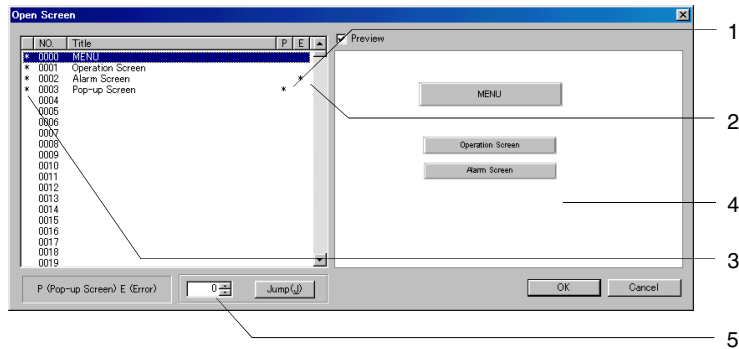 Open Screen
NO. Title P E
* 0000 MENU
* 0001 Operation Screen
* 0002 Alarm Screen *
* 0003 Pop-up Screen *
0004
0005
0006
0007
0008
0009
0010
0011
0012
0013
0014
0015
0016
0017
0018
0019
P (Pop-up Screen) E (Error)
0
Jump(J)
Preview
MENU
Operation Screen
Alarm Screen
OK Cancel
1
2
4
3
5